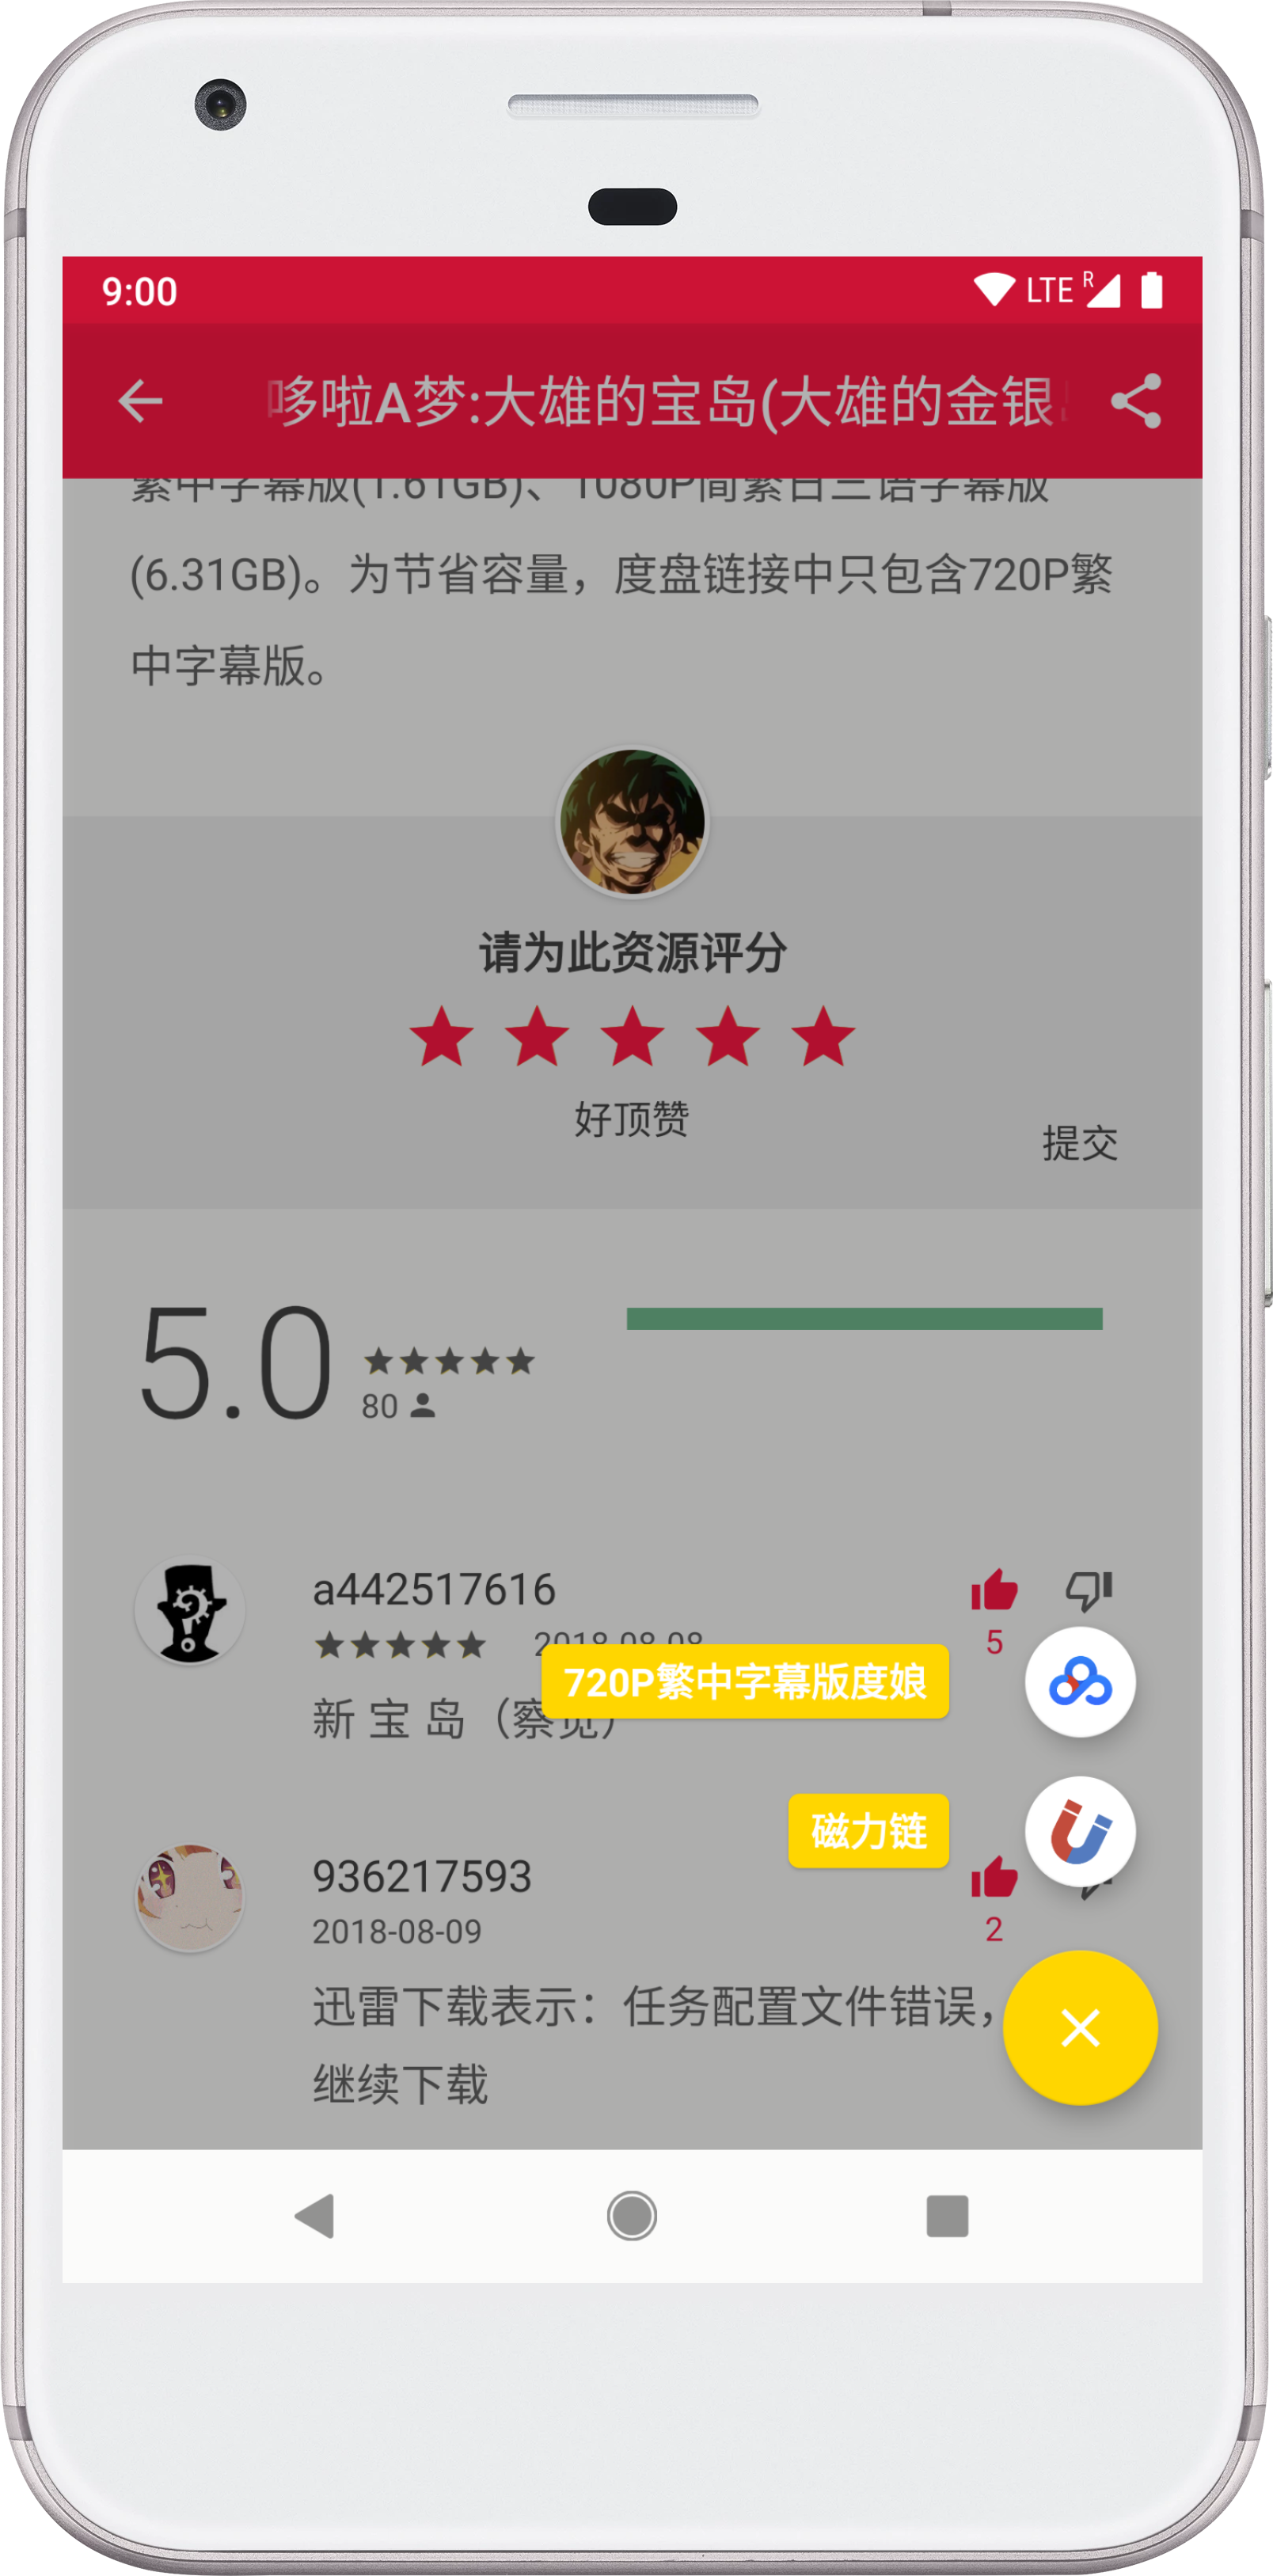 9:00
LTE R
哆啦A梦:大雄的宝岛(大雄的金银
繁中字幕版(1.61GB)、1080P简繁日三语字幕版
(6.31GB)。为节省容量，度盘链接中只包含720P繁
中字幕版。
请为此资源评分
好顶赞
提交
5.0
80
a442517616
2018-08-08
5
720P繁中字幕版度娘
新 宝 岛（察觉）
磁力链
936217593
2018-08-09
2
迅雷下载表示：任务配置文件错误，
继续下载